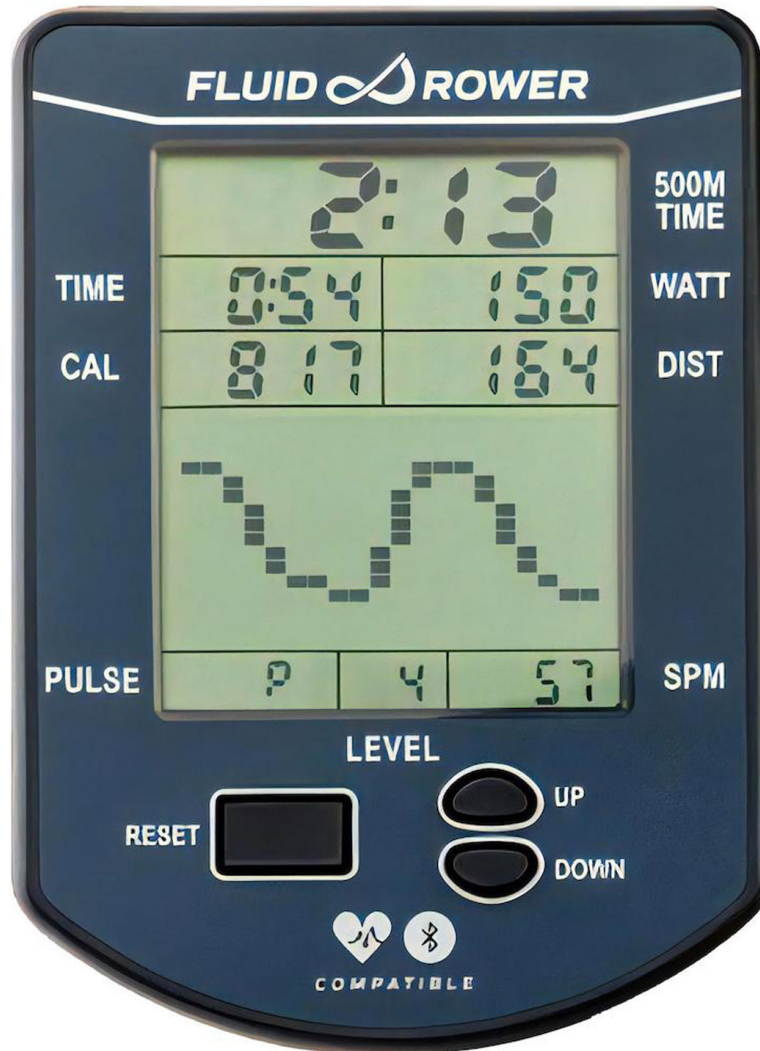 FLUID ROWER
2:13
500M
TIME
TIME
0:54
150
WATT
CAL
817
164
DIST
PULSE
P
4
57
SPM
LEVEL
RESET
UP
DOWN
COMPATIBLE